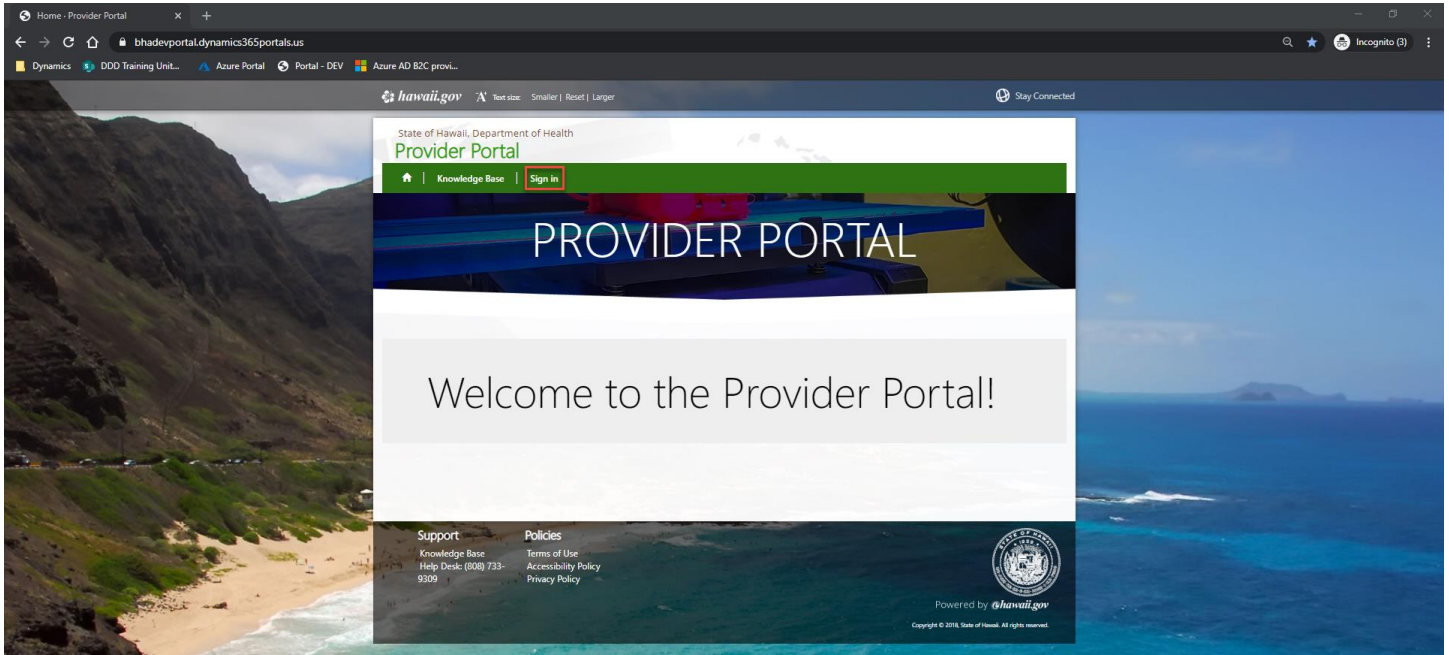 Home · Provider Portal
bhadevportal.dynamics365portals.us
Incognito (3)
Dynamics DDD Training Unit... Azure Portal Portal - DEV Azure AD B2C provi...
hawaii.gov A Text size: Smaller | Reset | Larger Stay Connected
State of Hawaii, Department of Health
Provider Portal
Knowledge Base | Sign in
PROVIDER PORTAL
Welcome to the Provider Portal!
Support
Knowledge Base
Help Desk: (808) 733-
9309
Policies
Terms of Use
Accessibility Policy
Privacy Policy
Powered by ehawaii.gov
Copyright © 2018, State of Hawaii. All rights reserved.